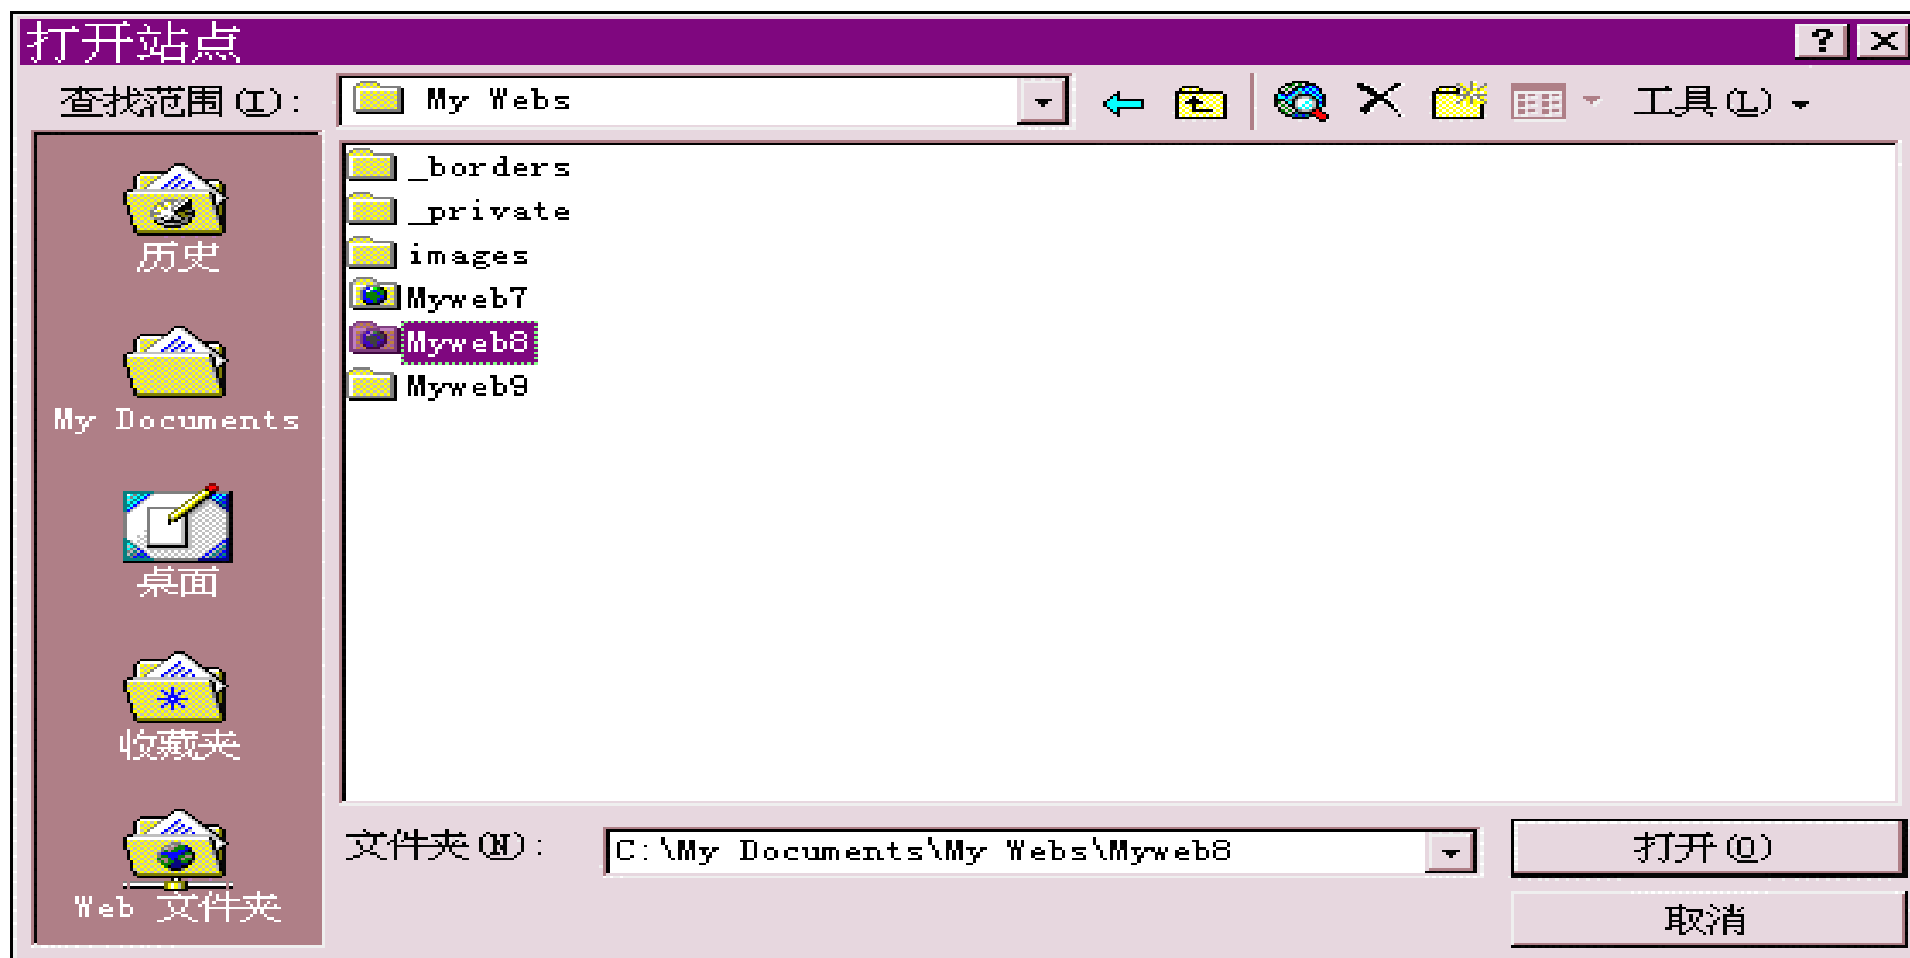 打开站点
查找范围(I): My Webs 工具(L)
历史
My Documents
桌面
收藏夹
Web 文件夹
_borders
_private
images
Myweb7
Myweb8
Myweb9
文件夹(N): C:\My Documents\My Webs\Myweb8 打开(O)
取消